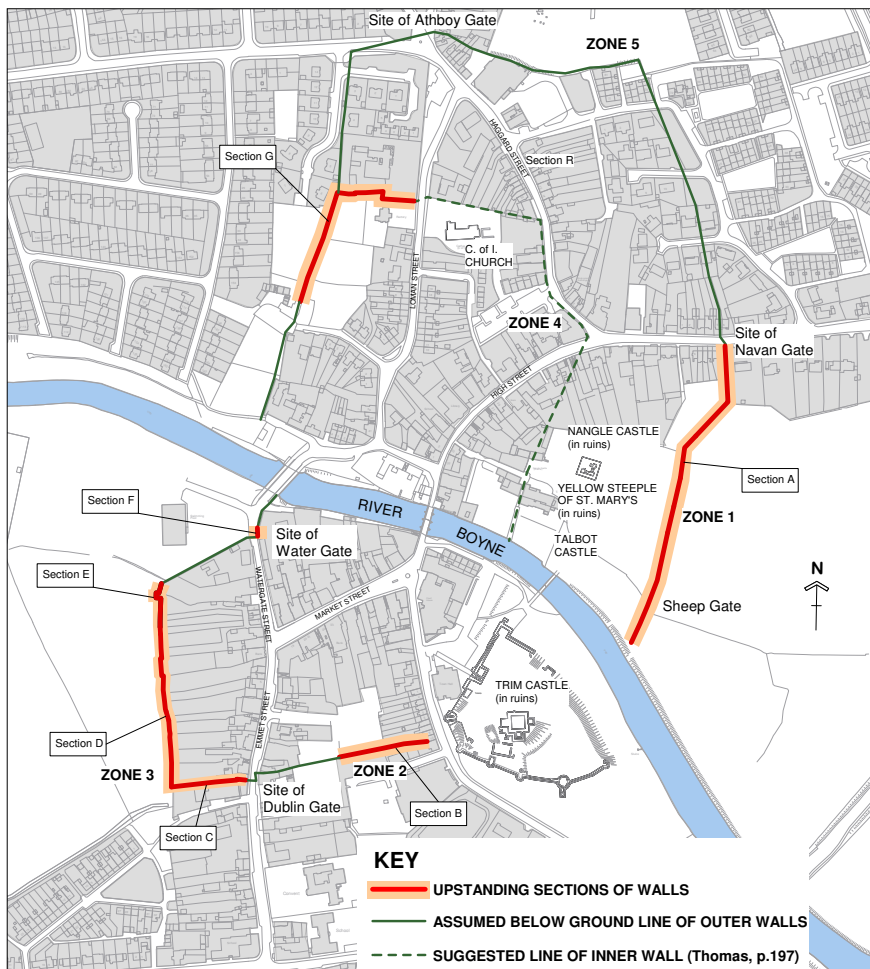 Site of Athboy Gate
ZONE 5
HAGGARD STREET
Section G
Section R
C. of I.
CHURCH
LOMAN STREET
ZONE 4
Site of
Navan Gate
HIGH STREET
NANGLE CASTLE
(in ruins)
Section A
YELLOW STEEPLE
OF ST. MARY'S
(in ruins)
Section F
RIVER
BOYNE
ZONE 1
TALBOT
CASTLE
Site of
Water Gate
Section E
N
WATERGATE STREET
MARKET STREET
Sheep Gate
TRIM CASTLE
(in ruins)
EMMET STREET
Section D
ZONE 3
ZONE 2
Site of
Dublin Gate
Section B
Section C
KEY
UPSTANDING SECTIONS OF WALLS
ASSUMED BELOW GROUND LINE OF OUTER WALLS
SUGGESTED LINE OF INNER WALL (Thomas, p.197)